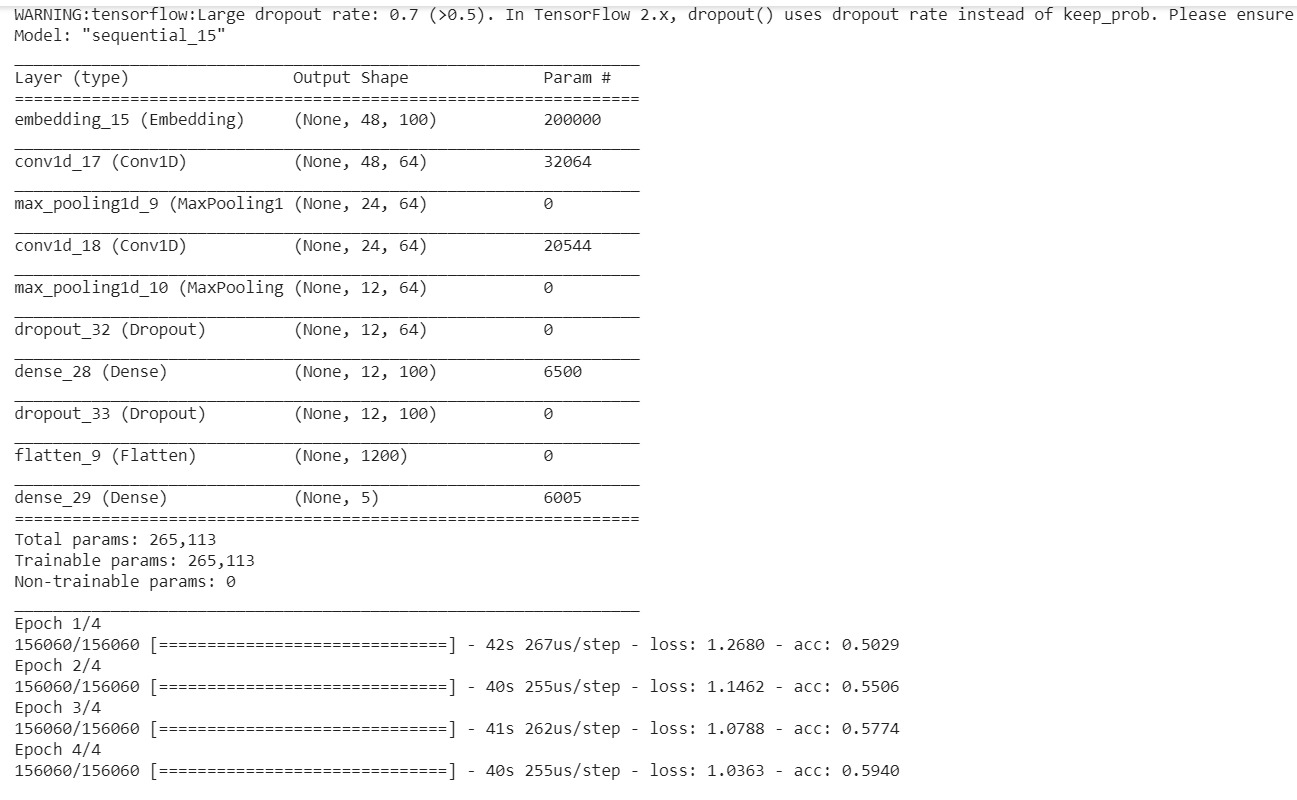 WARNING:tensorflow:Large dropout rate: 0.7 (>0.5). In TensorFlow 2.x, dropout() uses dropout rate instead of keep_prob. Please ensure
Model: "sequential_15"
_________________________________________________________________
Layer (type)                 Output Shape              Param #
=================================================================
embedding_15 (Embedding)     (None, 48, 100)           200000
_________________________________________________________________
conv1d_17 (Conv1D)           (None, 48, 64)            32064
_________________________________________________________________
max_pooling1d_9 (MaxPooling1 (None, 24, 64)            0
_________________________________________________________________
conv1d_18 (Conv1D)           (None, 24, 64)            20544
_________________________________________________________________
max_pooling1d_10 (MaxPooling (None, 12, 64)            0
_________________________________________________________________
dropout_32 (Dropout)         (None, 12, 64)            0
_________________________________________________________________
dense_28 (Dense)             (None, 12, 100)           6500
_________________________________________________________________
dropout_33 (Dropout)         (None, 12, 100)           0
_________________________________________________________________
flatten_9 (Flatten)          (None, 1200)              0
_________________________________________________________________
dense_29 (Dense)             (None, 5)                 6005
=================================================================
Total params: 265,113
Trainable params: 265,113
Non-trainable params: 0
_________________________________________________________________
Epoch 1/4
156060/156060 [==============================] - 42s 267us/step - loss: 1.2680 - acc: 0.5029
Epoch 2/4
156060/156060 [==============================] - 40s 255us/step - loss: 1.1462 - acc: 0.5506
Epoch 3/4
156060/156060 [==============================] - 41s 262us/step - loss: 1.0788 - acc: 0.5774
Epoch 4/4
156060/156060 [==============================] - 40s 255us/step - loss: 1.0363 - acc: 0.5940